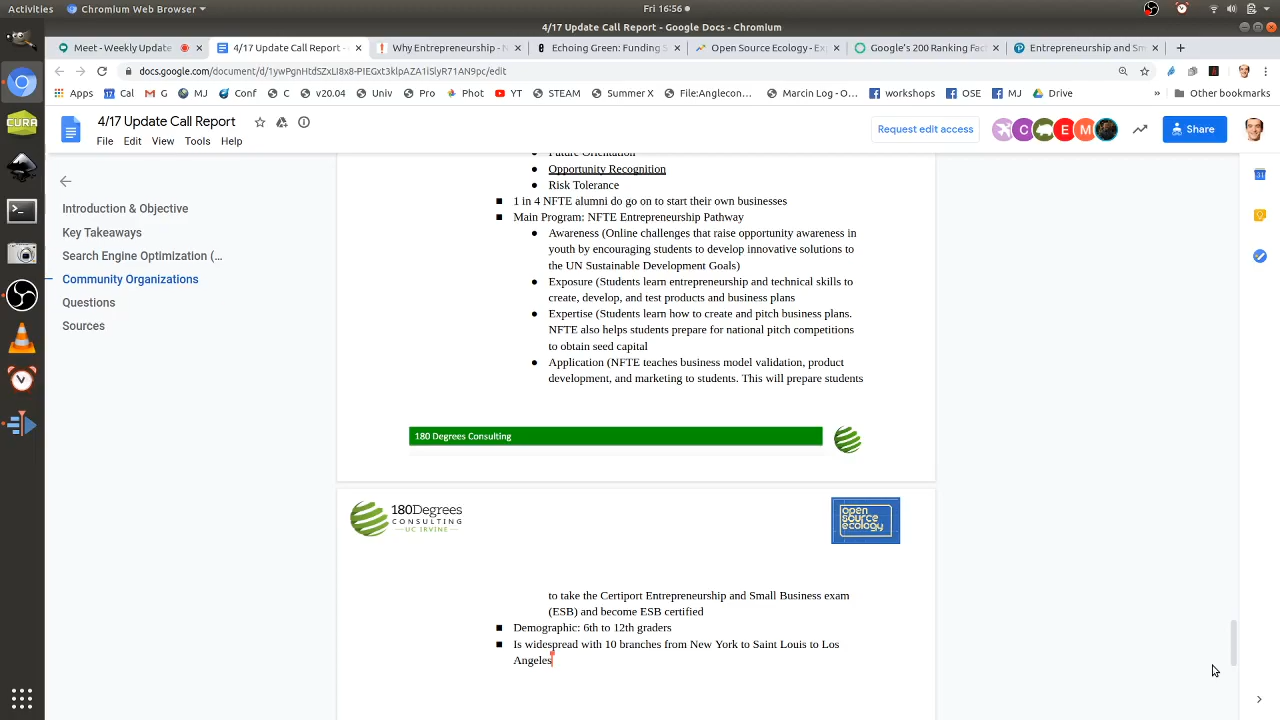 Activities
Chromium Web Browser
Fri 16:56
4/17 Update Call Report - Google Docs - Chromium
Meet - Weekly Update
4/17 Update Call Report -
Why Entrepreneurship - N
Echoing Green: Funding S
Open Source Ecology - Exp
Google's 200 Ranking Fact
Entrepreneurship and Sm
docs.google.com/document/d/1ywPgnHtdSZxLI8x8-PIEGxt3klpAZA1iSlyR71AN9pc/edit
Apps
Cal
G
MJ
Conf
C
v20.04
Univ
Pro
Phot
YT
STEAM
Summer X
File:Anglecon...
Marcin Log - O...
workshops
OSE
MJ
Drive
»
Other bookmarks
4/17 Update Call Report
File Edit View Tools Help
Request edit access
C
E
M
Share
Introduction & Objective
Key Takeaways
Search Engine Optimization (...
Community Organizations
Questions
Sources
Future Orientation
Opportunity Recognition
Risk Tolerance
1 in 4 NFTE alumni do go on to start their own businesses
Main Program: NFTE Entrepreneurship Pathway
Awareness (Online challenges that raise opportunity awareness in
youth by encouraging students to develop innovative solutions to
the UN Sustainable Development Goals)
Exposure (Students learn entrepreneurship and technical skills to
create, develop, and test products and business plans
Expertise (Students learn how to create and pitch business plans.
NFTE also helps students prepare for national pitch competitions
to obtain seed capital
Application (NFTE teaches business model validation, product
development, and marketing to students. This will prepare students
180 Degrees Consulting
180Degrees
CONSULTING
UC IRVINE
open
source
ecology
to take the Certiport Entrepreneurship and Small Business exam
(ESB) and become ESB certified
Demographic: 6th to 12th graders
Is widespread with 10 branches from New York to Saint Louis to Los
Angeles